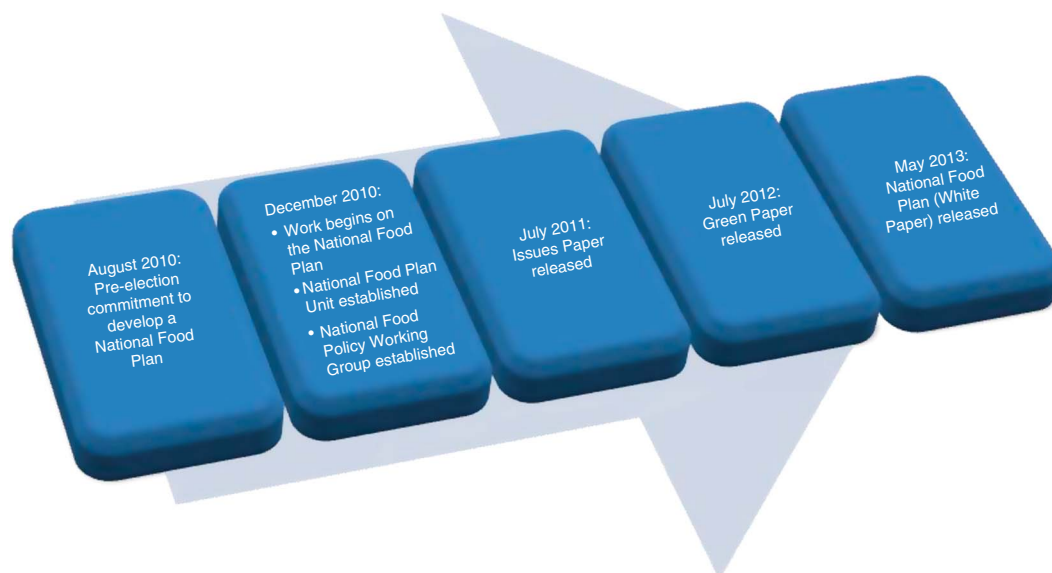 August 2010:
Pre-election
commitment to
develop a
National Food
Plan
December 2010:
• Work begins on
the National Food
Plan
•National Food Plan
Unit established
• National Food
Policy Working
Group established
July 2011:
Issues Paper
released
July 2012:
Green Paper
released
May 2013:
National Food
Plan (White
Paper) released